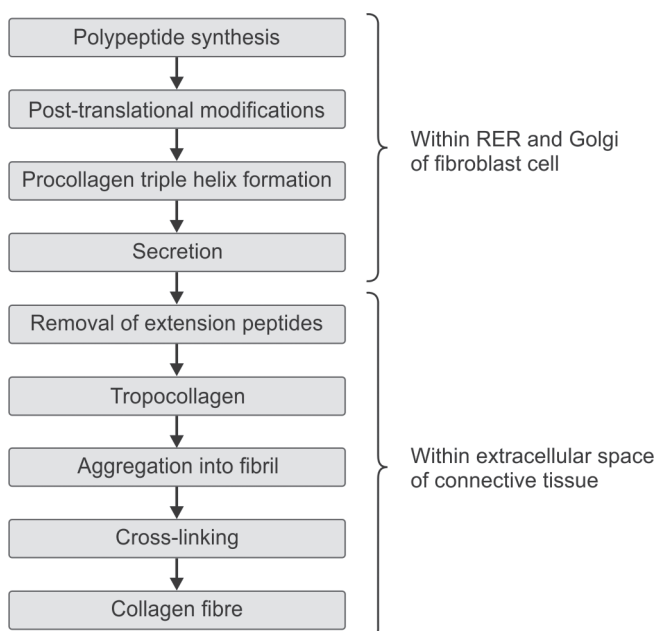 Polypeptide synthesis
Post-translational modifications
Procollagen triple helix formation
Secretion
Within RER and Golgi
of fibroblast cell
Removal of extension peptides
Tropocollagen
Aggregation into fibril
Cross-linking
Collagen fibre
Within extracellular space
of connective tissue